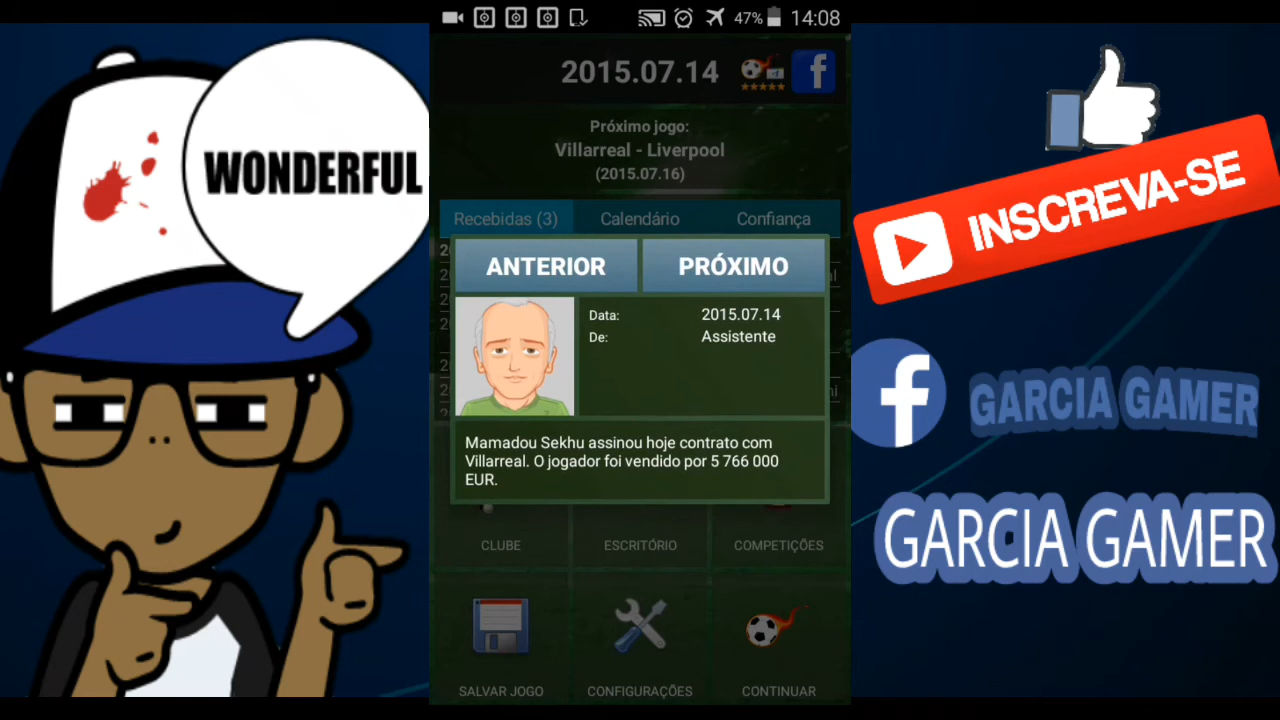 WONDERFUL
47% 14:08
2015.07.14
f
Próximo jogo:
Villarreal - Liverpool
(2015.07.16)
Recebidas (3) Calendário Confiança
ANTERIOR PRÓXIMO
Data: 2015.07.14
De: Assistente
Mamadou Sekhu assinou hoje contrato com
Villarreal. O jogador foi vendido por 5 766 000
EUR.
CLUBE ESCRITÓRIO COMPETIÇÕES
SALVAR JOGO CONFIGURAÇÕES CONTINUAR
INSCREVA-SE
f GARCIA GAMER
GARCIA GAMER